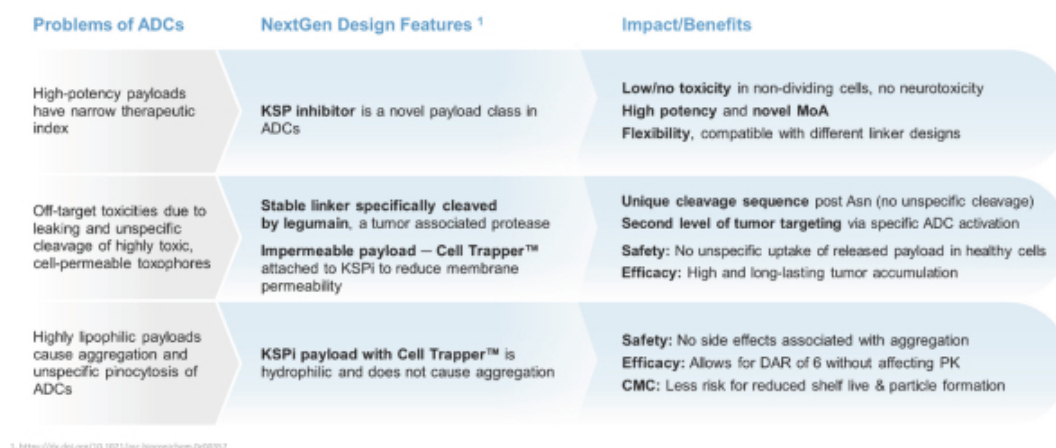 Problems of ADCs
NextGen Design Features 1
Impact/Benefits
High-potency payloads
have narrow therapeutic
index
KSP inhibitor is a novel payload class in
ADCs
Low/no toxicity in non-dividing cells, no neurotoxicity
High potency and novel MoA
Flexibility, compatible with different linker designs
Off-target toxicities due to
leaking and unspecific
cleavage of highly toxic,
cell-permeable toxophores
Stable linker specifically cleaved
by legumain, a tumor associated protease
Impermeable payload – Cell Trapper™
attached to KSPi to reduce membrane
permeability
Unique cleavage sequence post Asn (no unspecific cleavage)
Second level of tumor targeting via specific ADC activation
Safety: No unspecific uptake of released payload in healthy cells
Efficacy: High and long-lasting tumor accumulation
Highly lipophilic payloads
cause aggregation and
unspecific pinocytosis of
ADCs
KSPi payload with Cell Trapper™ is
hydrophilic and does not cause aggregation
Safety: No side effects associated with aggregation
Efficacy: Allows for DAR of 6 without affecting PK
CMC: Less risk for reduced shelf live & particle formation